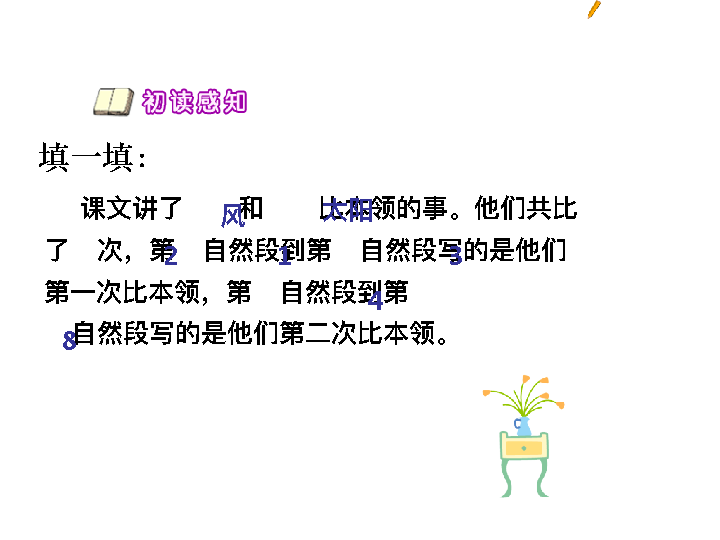 初读感知
填一填：
课文讲了 风 和 太阳 比本领的事。他们共比
了 次，第 2 自然段到第 1 自然段写的是他们 3
第一次比本领，第 自然段到第 4
8 自然段写的是他们第二次比本领。